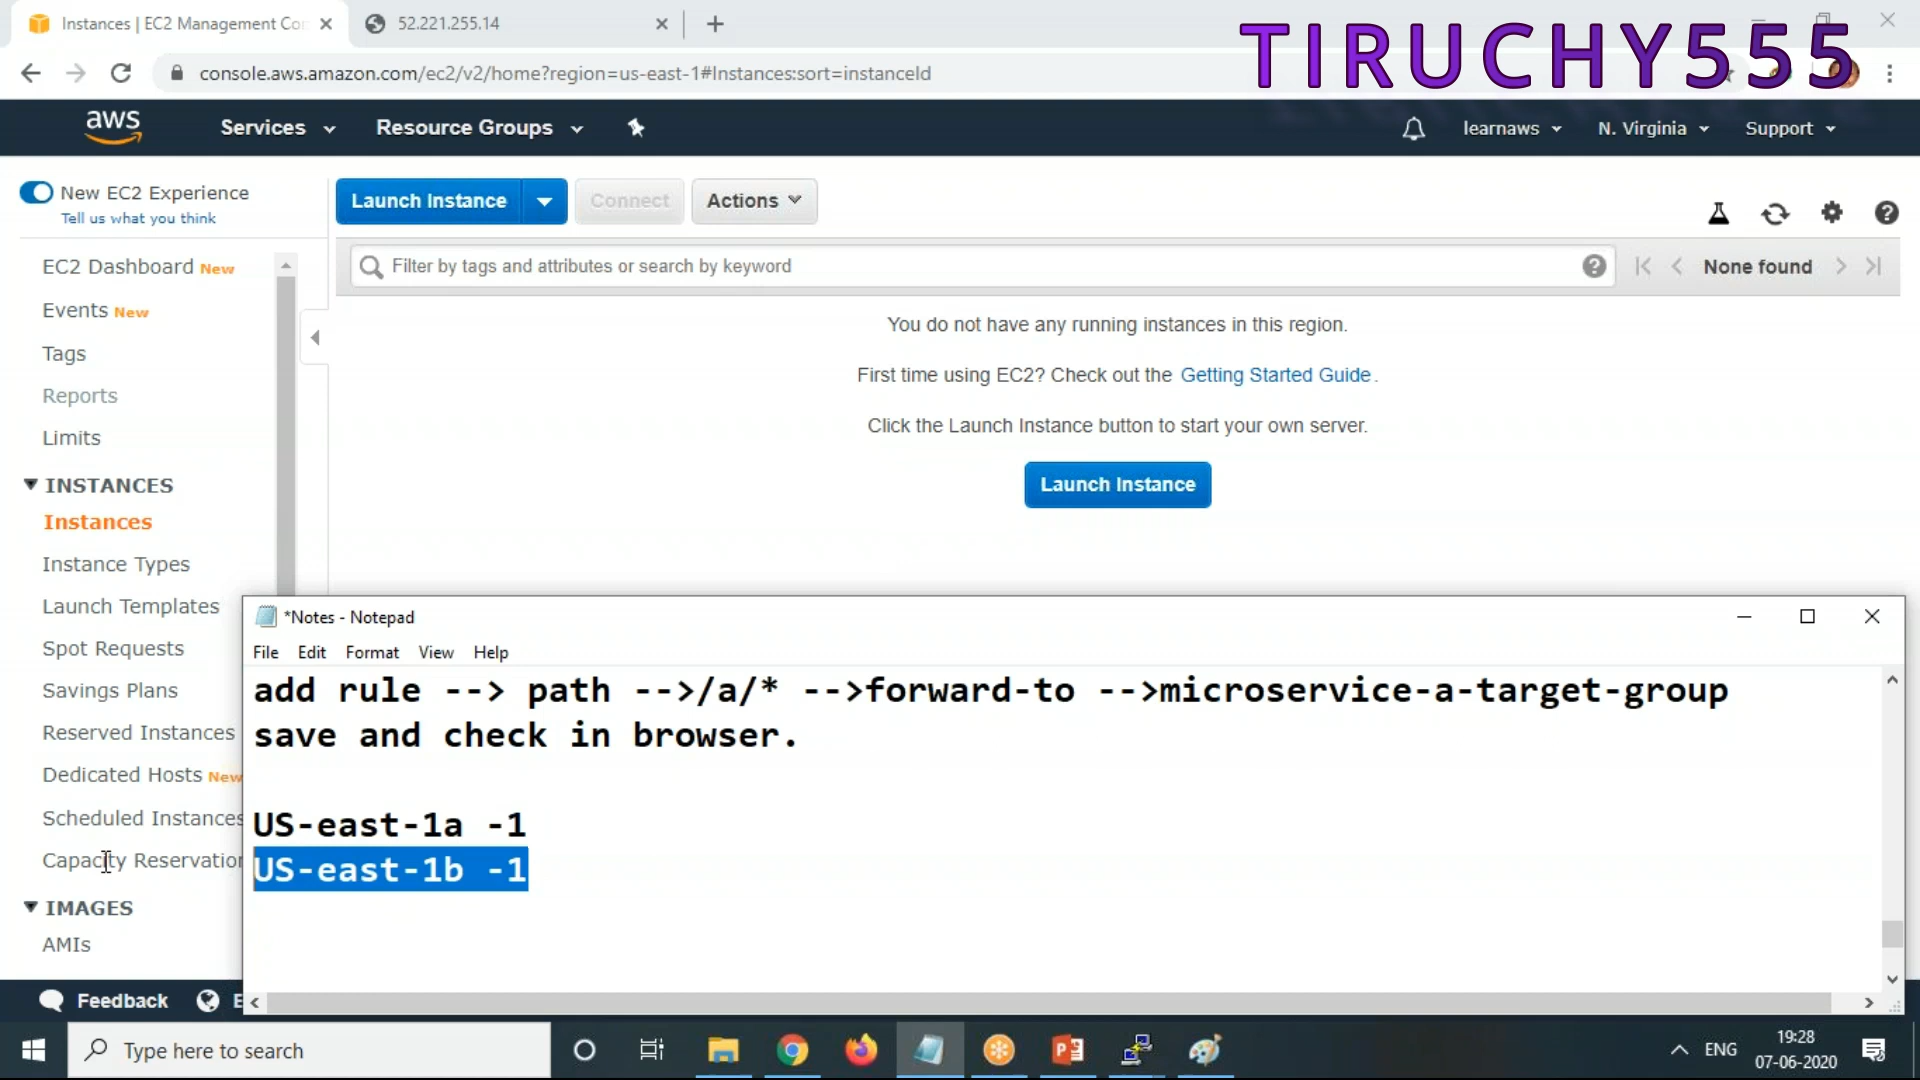 Instances | EC2 Management Con
52.221.255.14
TIRUCHY555
console.aws.amazon.com/ec2/v2/home?region=us-east-1#Instances:sort=instanceId
aws
Services
Resource Groups
learnaws
N. Virginia
Support
New EC2 Experience
Tell us what you think
Launch Instance
Connect
Actions
EC2 Dashboard New
Filter by tags and attributes or search by keyword
None found
Events New
You do not have any running instances in this region.
Tags
First time using EC2? Check out the Getting Started Guide.
Reports
Click the Launch Instance button to start your own server.
Limits
INSTANCES
Launch Instance
Instances
Instance Types
Launch Templates
Spot Requests
Savings Plans
Reserved Instances
Dedicated Hosts New
Scheduled Instances
Capacity Reservation
IMAGES
AMIs
Feedback
E
*Notes - Notepad
File Edit Format View Help
add rule --> path -->/a/* -->forward-to -->microservice-a-target-group
save and check in browser.
US-east-1a -1
US-east-1b -1
Type here to search
ENG
19:28
07-06-2020